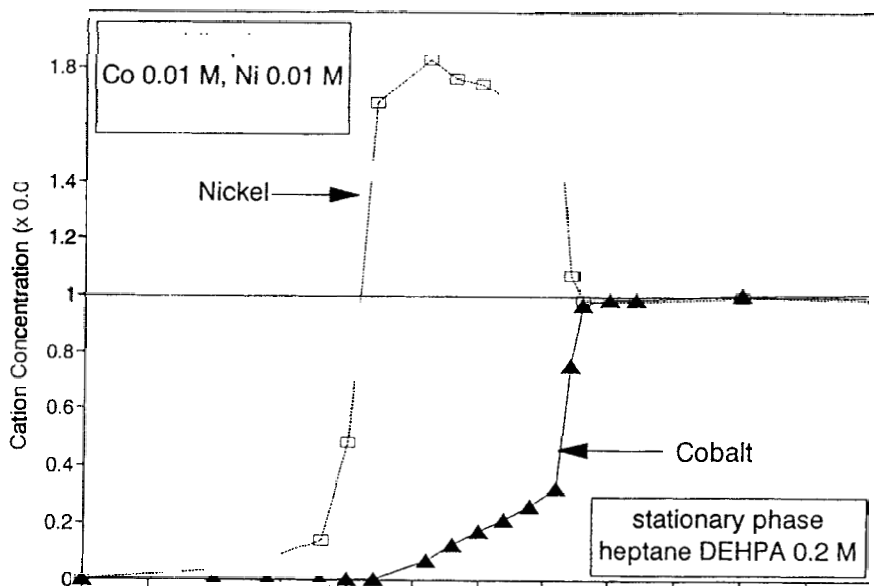 Co 0.01 M, Ni 0.01 M
1.8
Nickel
1.4
1.2
1
0.8
0.6
0.4
0.2
0
Cation Concentration (x 0.0
Cobalt
stationary phase
heptane DEHPA 0.2 M